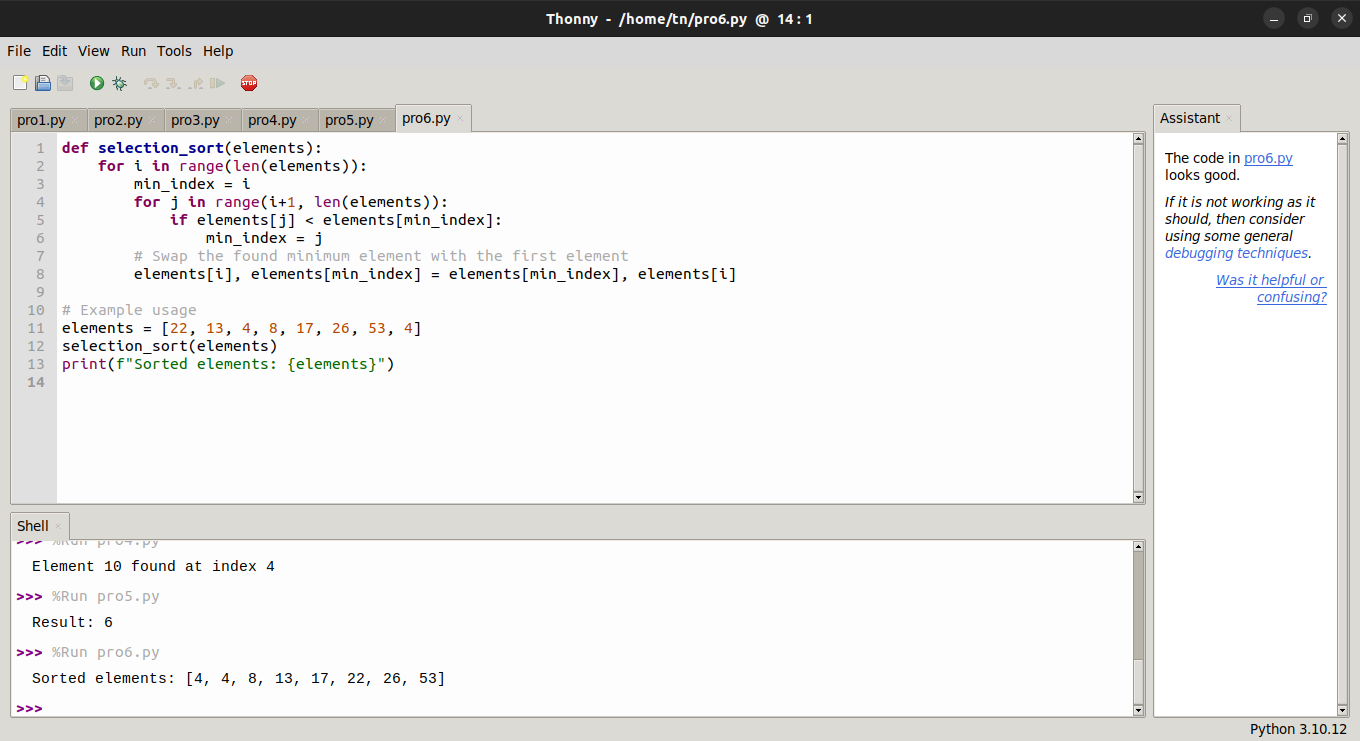 Thonny - /home/tn/pro6.py @ 14:1
File Edit View Run Tools Help
STOP
pro1.py pro2.py pro3.py pro4.py pro5.py pro6.py
1 def selection_sort(elements):
2     for i in range(len(elements)):
3         min_index = i
4         for j in range(i+1, len(elements)):
5             if elements[j] < elements[min_index]:
6                 min_index = j
7         # Swap the found minimum element with the first element
8         elements[i], elements[min_index] = elements[min_index], elements[i]
9
10 # Example usage
11 elements = [22, 13, 4, 8, 17, 26, 53, 4]
12 selection_sort(elements)
13 print(f"Sorted elements: {elements}")
14
Shell
>>> %Run pro4.py
Element 10 found at index 4
>>> %Run pro5.py
Result: 6
>>> %Run pro6.py
Sorted elements: [4, 4, 8, 13, 17, 22, 26, 53]
>>>
Assistant
The code in pro6.py
looks good.
If it is not working as it
should, then consider
using some general
debugging techniques.
Was it helpful or
confusing?
Python 3.10.12